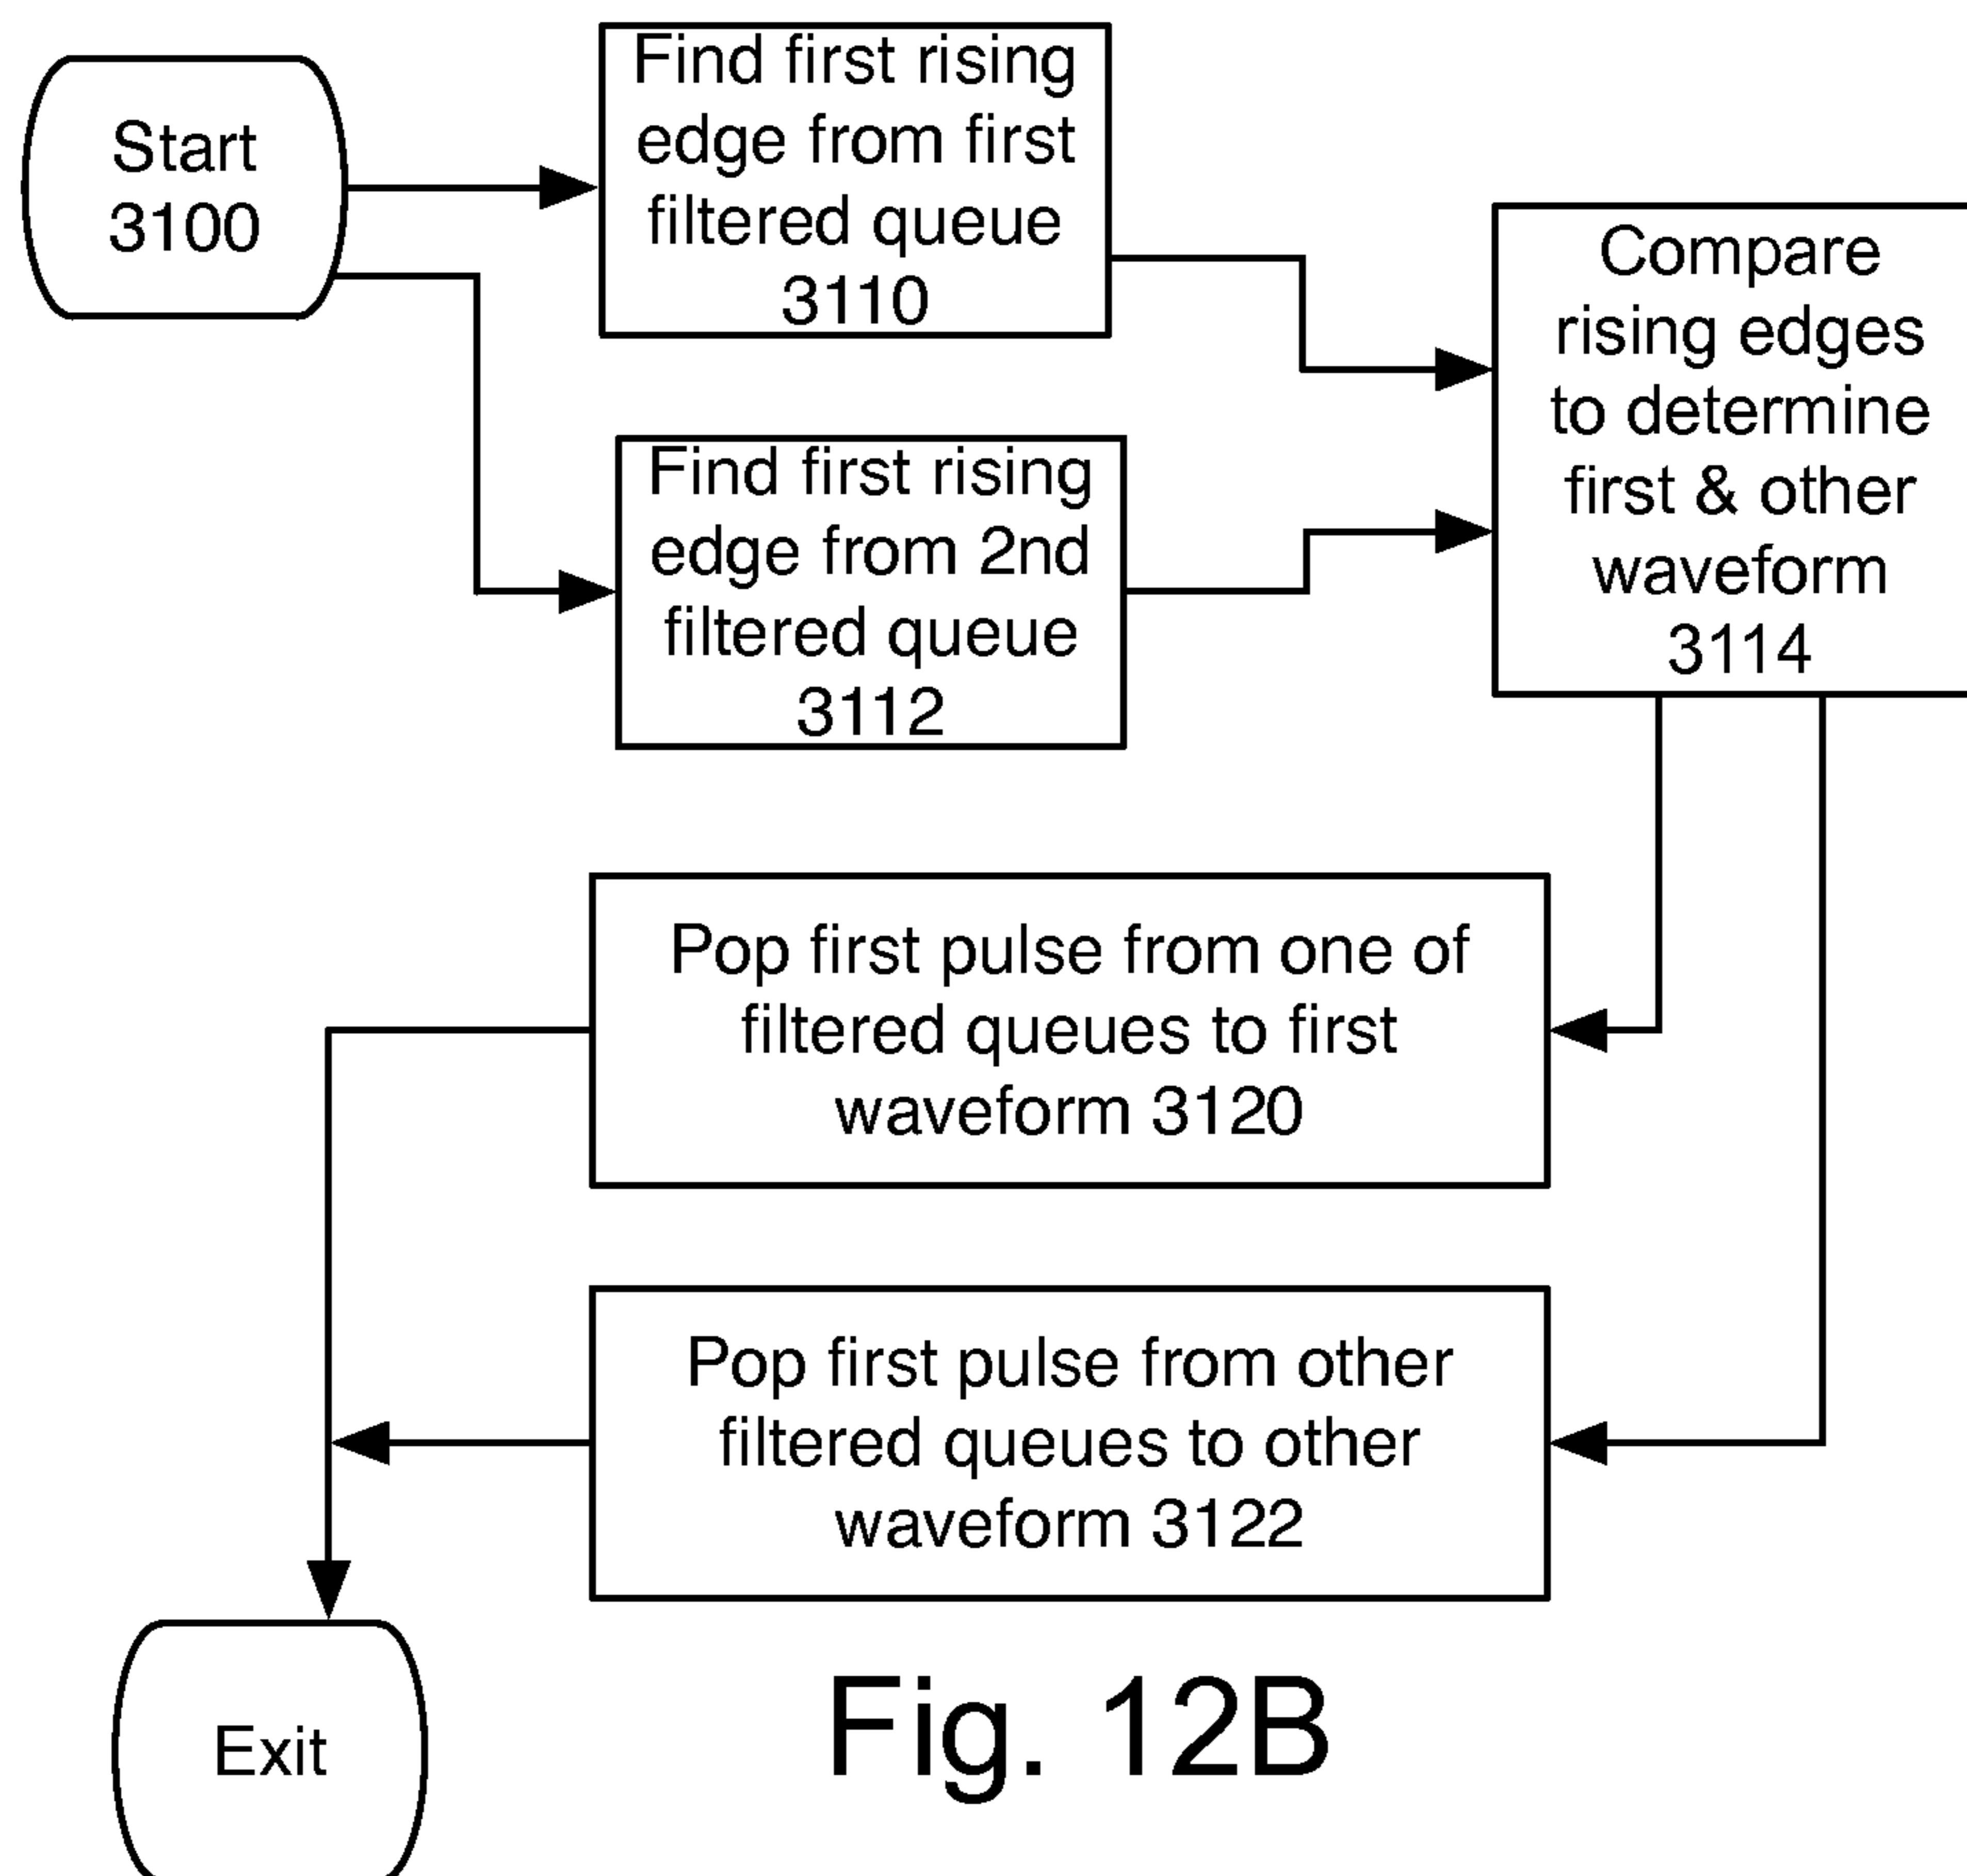 Start
3100
Find first rising
edge from first
filtered queue
3110
Find first rising
edge from 2nd
filtered queue
3112
Compare
rising edges
to determine
first & other
waveform
3114
Pop first pulse from one of
filtered queues to first
waveform 3120
Pop first pulse from other
filtered queues to other
waveform 3122
Exit
Fig. 12B